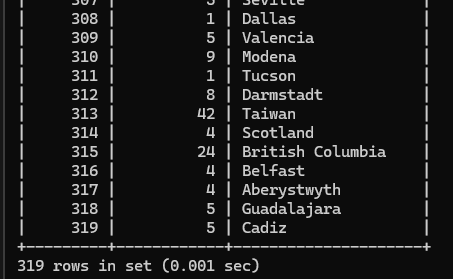 | 307 | 5 | Seville |
| 308 | 1 | Dallas |
| 309 | 5 | Valencia |
| 310 | 9 | Modena |
| 311 | 1 | Tucson |
| 312 | 8 | Darmstadt |
| 313 | 42 | Taiwan |
| 314 | 4 | Scotland |
| 315 | 24 | British Columbia |
| 316 | 4 | Belfast |
| 317 | 4 | Aberystwyth |
| 318 | 5 | Guadalajara |
| 319 | 5 | Cadiz |
+---------+------------+---------------------+
319 rows in set (0.001 sec)